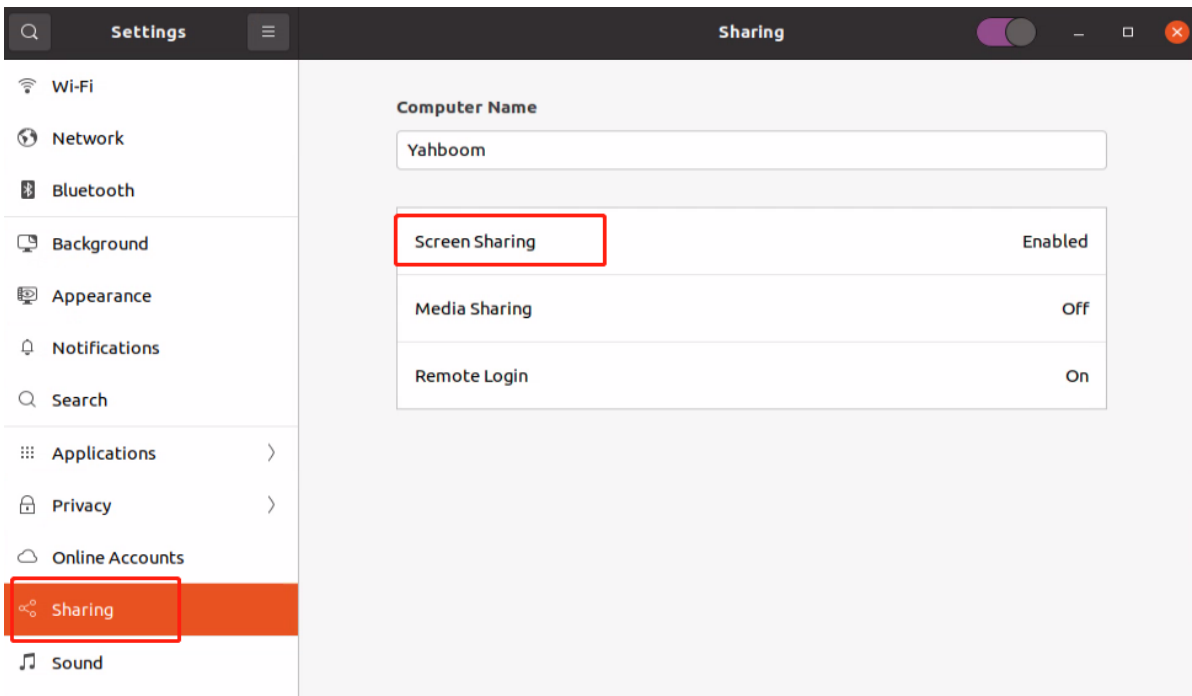 Settings
Sharing
Wi-Fi
Network
Bluetooth
Background
Appearance
Notifications
Search
Applications
Privacy
Online Accounts
Sharing
Sound
Computer Name
Yahboom
Screen Sharing Enabled
Media Sharing Off
Remote Login On